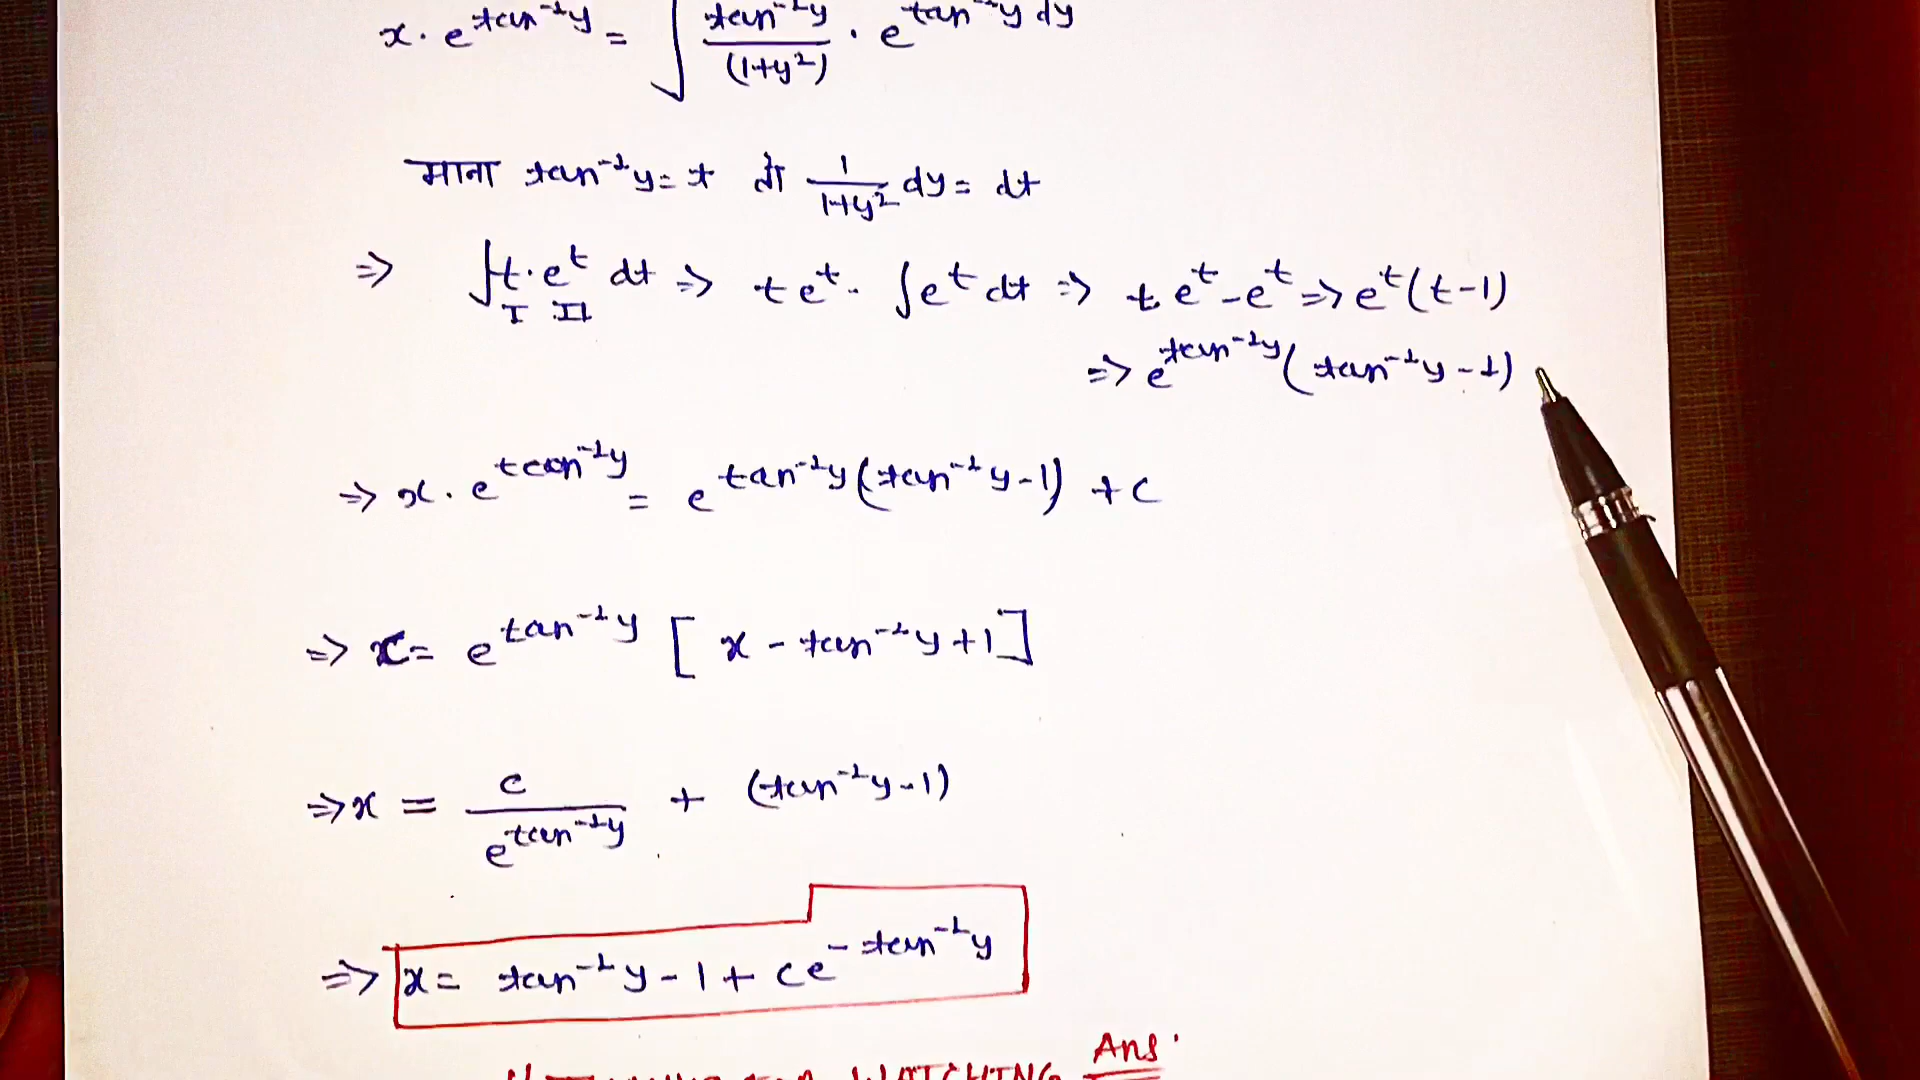 x · e^tan⁻¹y = ∫ tan⁻¹y/(1+y²) · e^tan⁻¹y dy
माना tan⁻¹y = t तो 1/(1+y²) dy = dt
⇒ ∫ t · e^t dt ⇒ t e^t - ∫ e^t dt ⇒ t. e^t - e^t ⇒ e^t (t-1)
I II
⇒ e^tan⁻¹y (tan⁻¹y - 1)
⇒ x · e^tan⁻¹y = e^tan⁻¹y (tan⁻¹y - 1) + c
⇒ c = e^tan⁻¹y [ x - tan⁻¹y + 1 ]
⇒ x = c/e^tan⁻¹y + (tan⁻¹y - 1)
⇒ x = tan⁻¹y - 1 + ce^-tan⁻¹y
Ans.
WATCHING